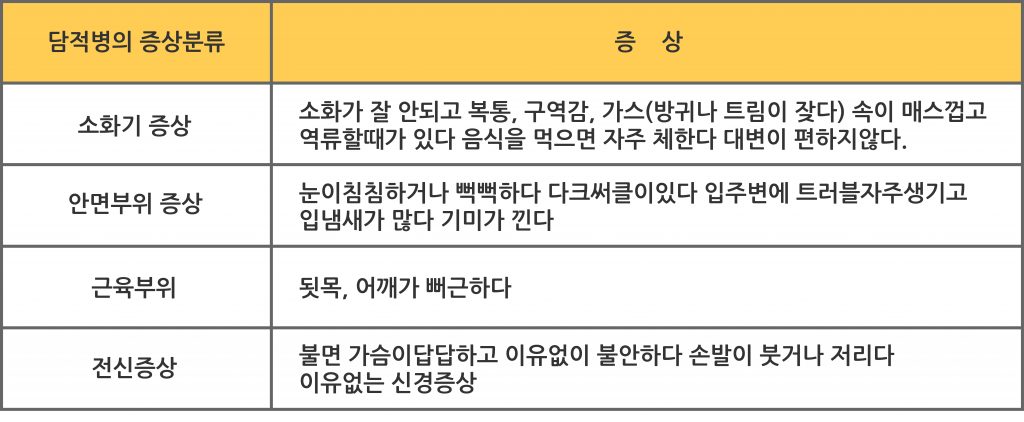 담적병의 증상분류
증 상
소화기 증상
소화가 잘 안되고 복통, 구역감, 가스(방귀나 트림이 잦다) 속이 매스껍고
역류할때가 있다 음식을 먹으면 자주 체한다 대변이 편하지않다.
안면부위 증상
눈이침침하거나 뻑뻑하다 다크써클이있다 입주변에 트러블자주생기고
입냄새가 많다 기미가 낀다
근육부위
됫목, 어깨가 뻐근하다
전신증상
불면 가슴이답답하고 이유없이 불안하다 손발이 붓거나 저리다
이유없는 신경증상